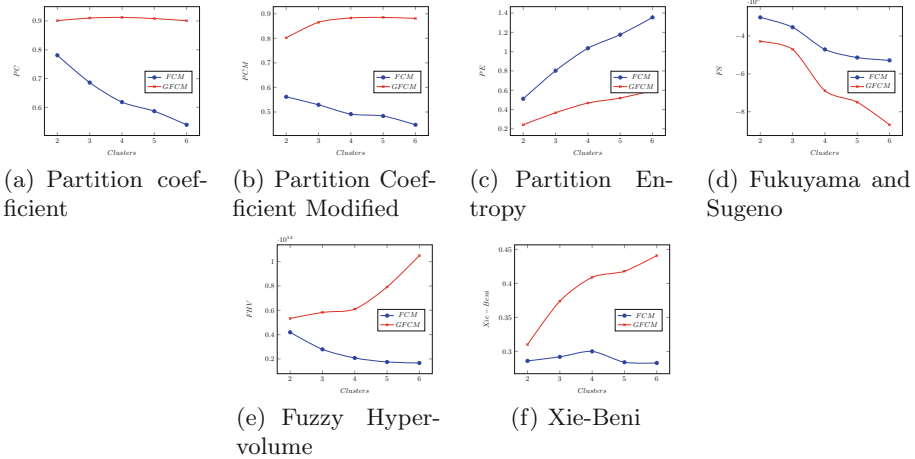 0.9
0.8
0.7
0.6
PC
FCM
GFCM
2 3 4 5 6
Clusters
(a) Partition coef-
ficient
0.9
0.8
0.7
0.6
0.5
PCM
FCM
GFCM
2 3 4 5 6
Clusters
(b) Partition Coef-
ficient Modified
1.4
1.2
1
0.8
0.6
0.4
0.2
PE
FCM
GFCM
2 3 4 5 6
Clusters
(c) Partition En-
tropy
−4
−6
−8
FS
FCM
GFCM
2 3 4 5 6
Clusters
(d) Fukuyama and
Sugeno
·10¹⁴
1
0.8
0.6
0.4
0.2
FHV
FCM
GFCM
2 3 4 5 6
Clusters
(e) Fuzzy Hyper-
volume
0.45
0.4
0.35
0.3
Xie − Beni
FCM
GFCM
2 3 4 5 6
Clusters
(f) Xie-Beni